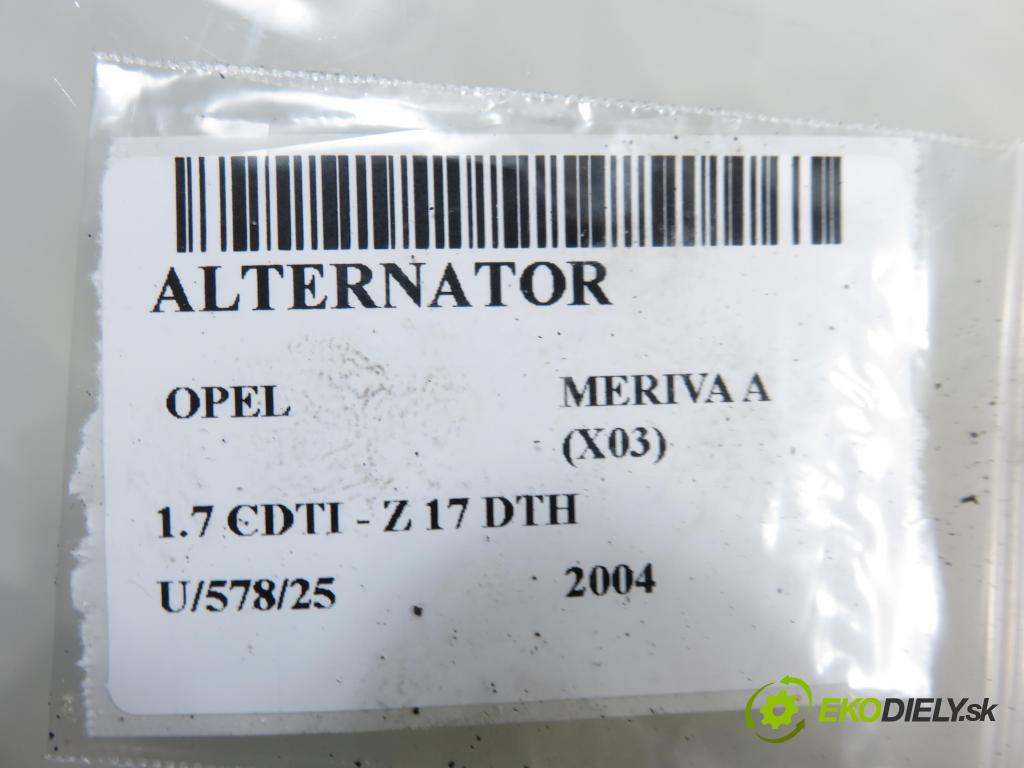 ALTERNATOR
OPEL MERIVA A
(X03)
1.7 CDTI - Z 17 DTH
U/578/25 2004
EKODIELY.sk